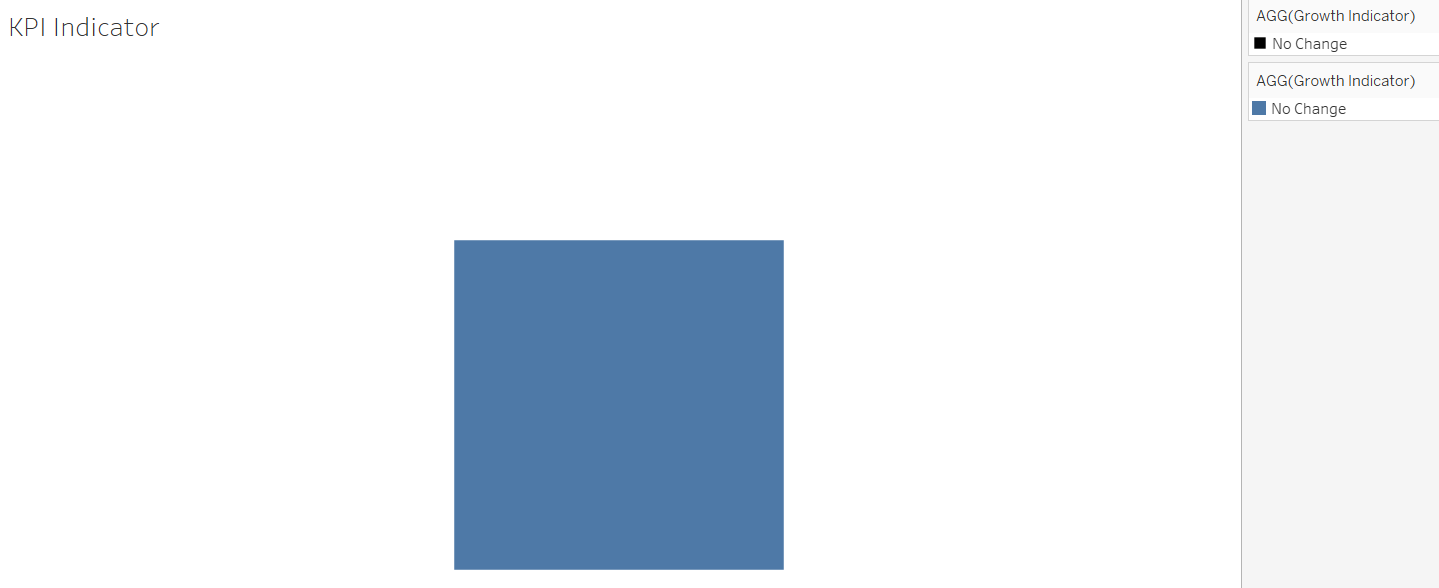 KPI Indicator
AGG(Growth Indicator)
No Change
AGG(Growth Indicator)
No Change